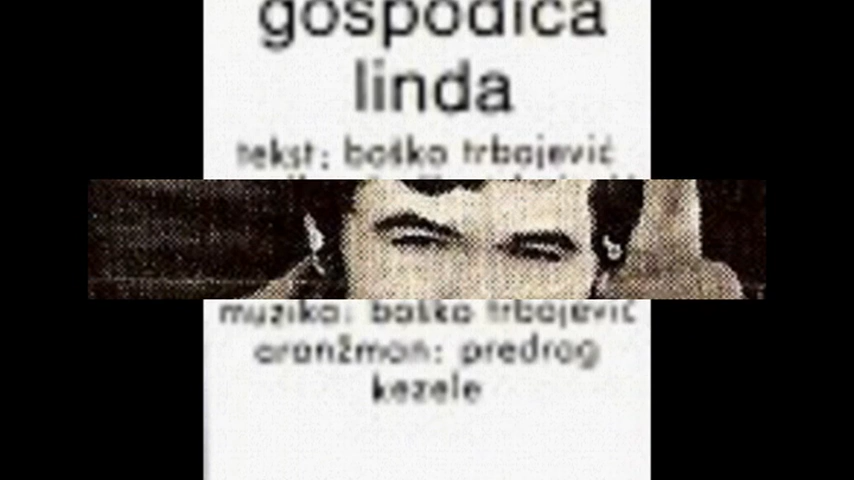 gospodica
linda
tekst: boško trbojević
muzika: boško trbojević
aranžman: predrag
kezele